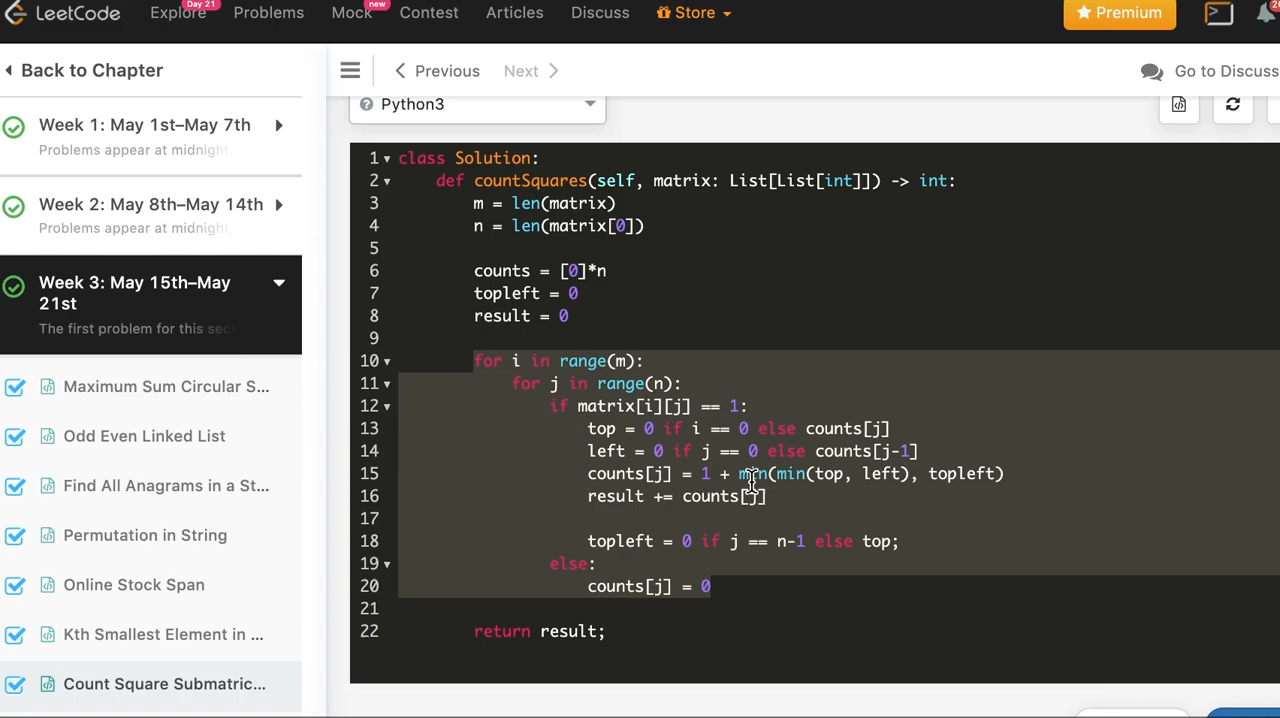 LeetCode Explore Day 21 Problems Mock new Contest Articles Discuss Store Premium
Back to Chapter
Previous Next Go to Discuss
Python3
Week 1: May 1st–May 7th
Problems appear at midnight.
Week 2: May 8th–May 14th
Problems appear at midnight.
Week 3: May 15th–May
21st
The first problem for this
Maximum Sum Circular S...
Odd Even Linked List
Find All Anagrams in a St...
Permutation in String
Online Stock Span
Kth Smallest Element in ...
Count Square Submatric...
1 class Solution:
2 def countSquares(self, matrix: List[List[int]]) -> int:
3 m = len(matrix)
4 n = len(matrix[0])
5
6 counts = [0]*n
7 topleft = 0
8 result = 0
9
10 for i in range(m):
11 for j in range(n):
12 if matrix[i][j] == 1:
13 top = 0 if i == 0 else counts[j]
14 left = 0 if j == 0 else counts[j-1]
15 counts[j] = 1 + min(min(top, left), topleft)
16 result += counts[j]
17
18 topleft = 0 if j == n-1 else top;
19 else:
20 counts[j] = 0
21
22 return result;